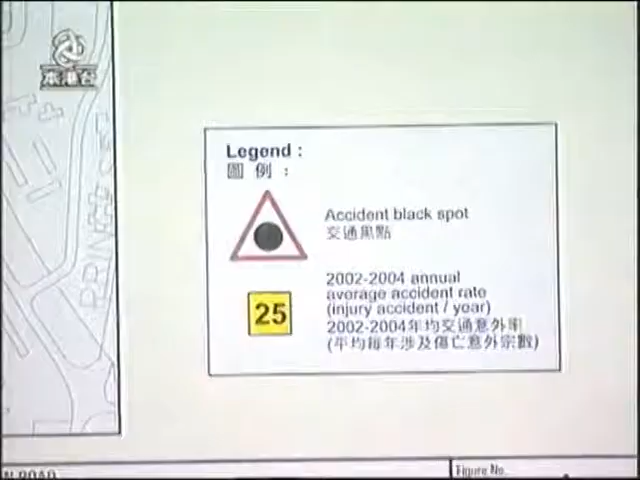 本港台
Legend :
圖 例 :
Accident black spot
交通黑點
25
2002-2004 annual
average accident rate
(injury accident / year)
2002-2004年均交通意外率
(平均每年涉及傷亡意外宗數)
PRINCE
N ROAD
Figure No.